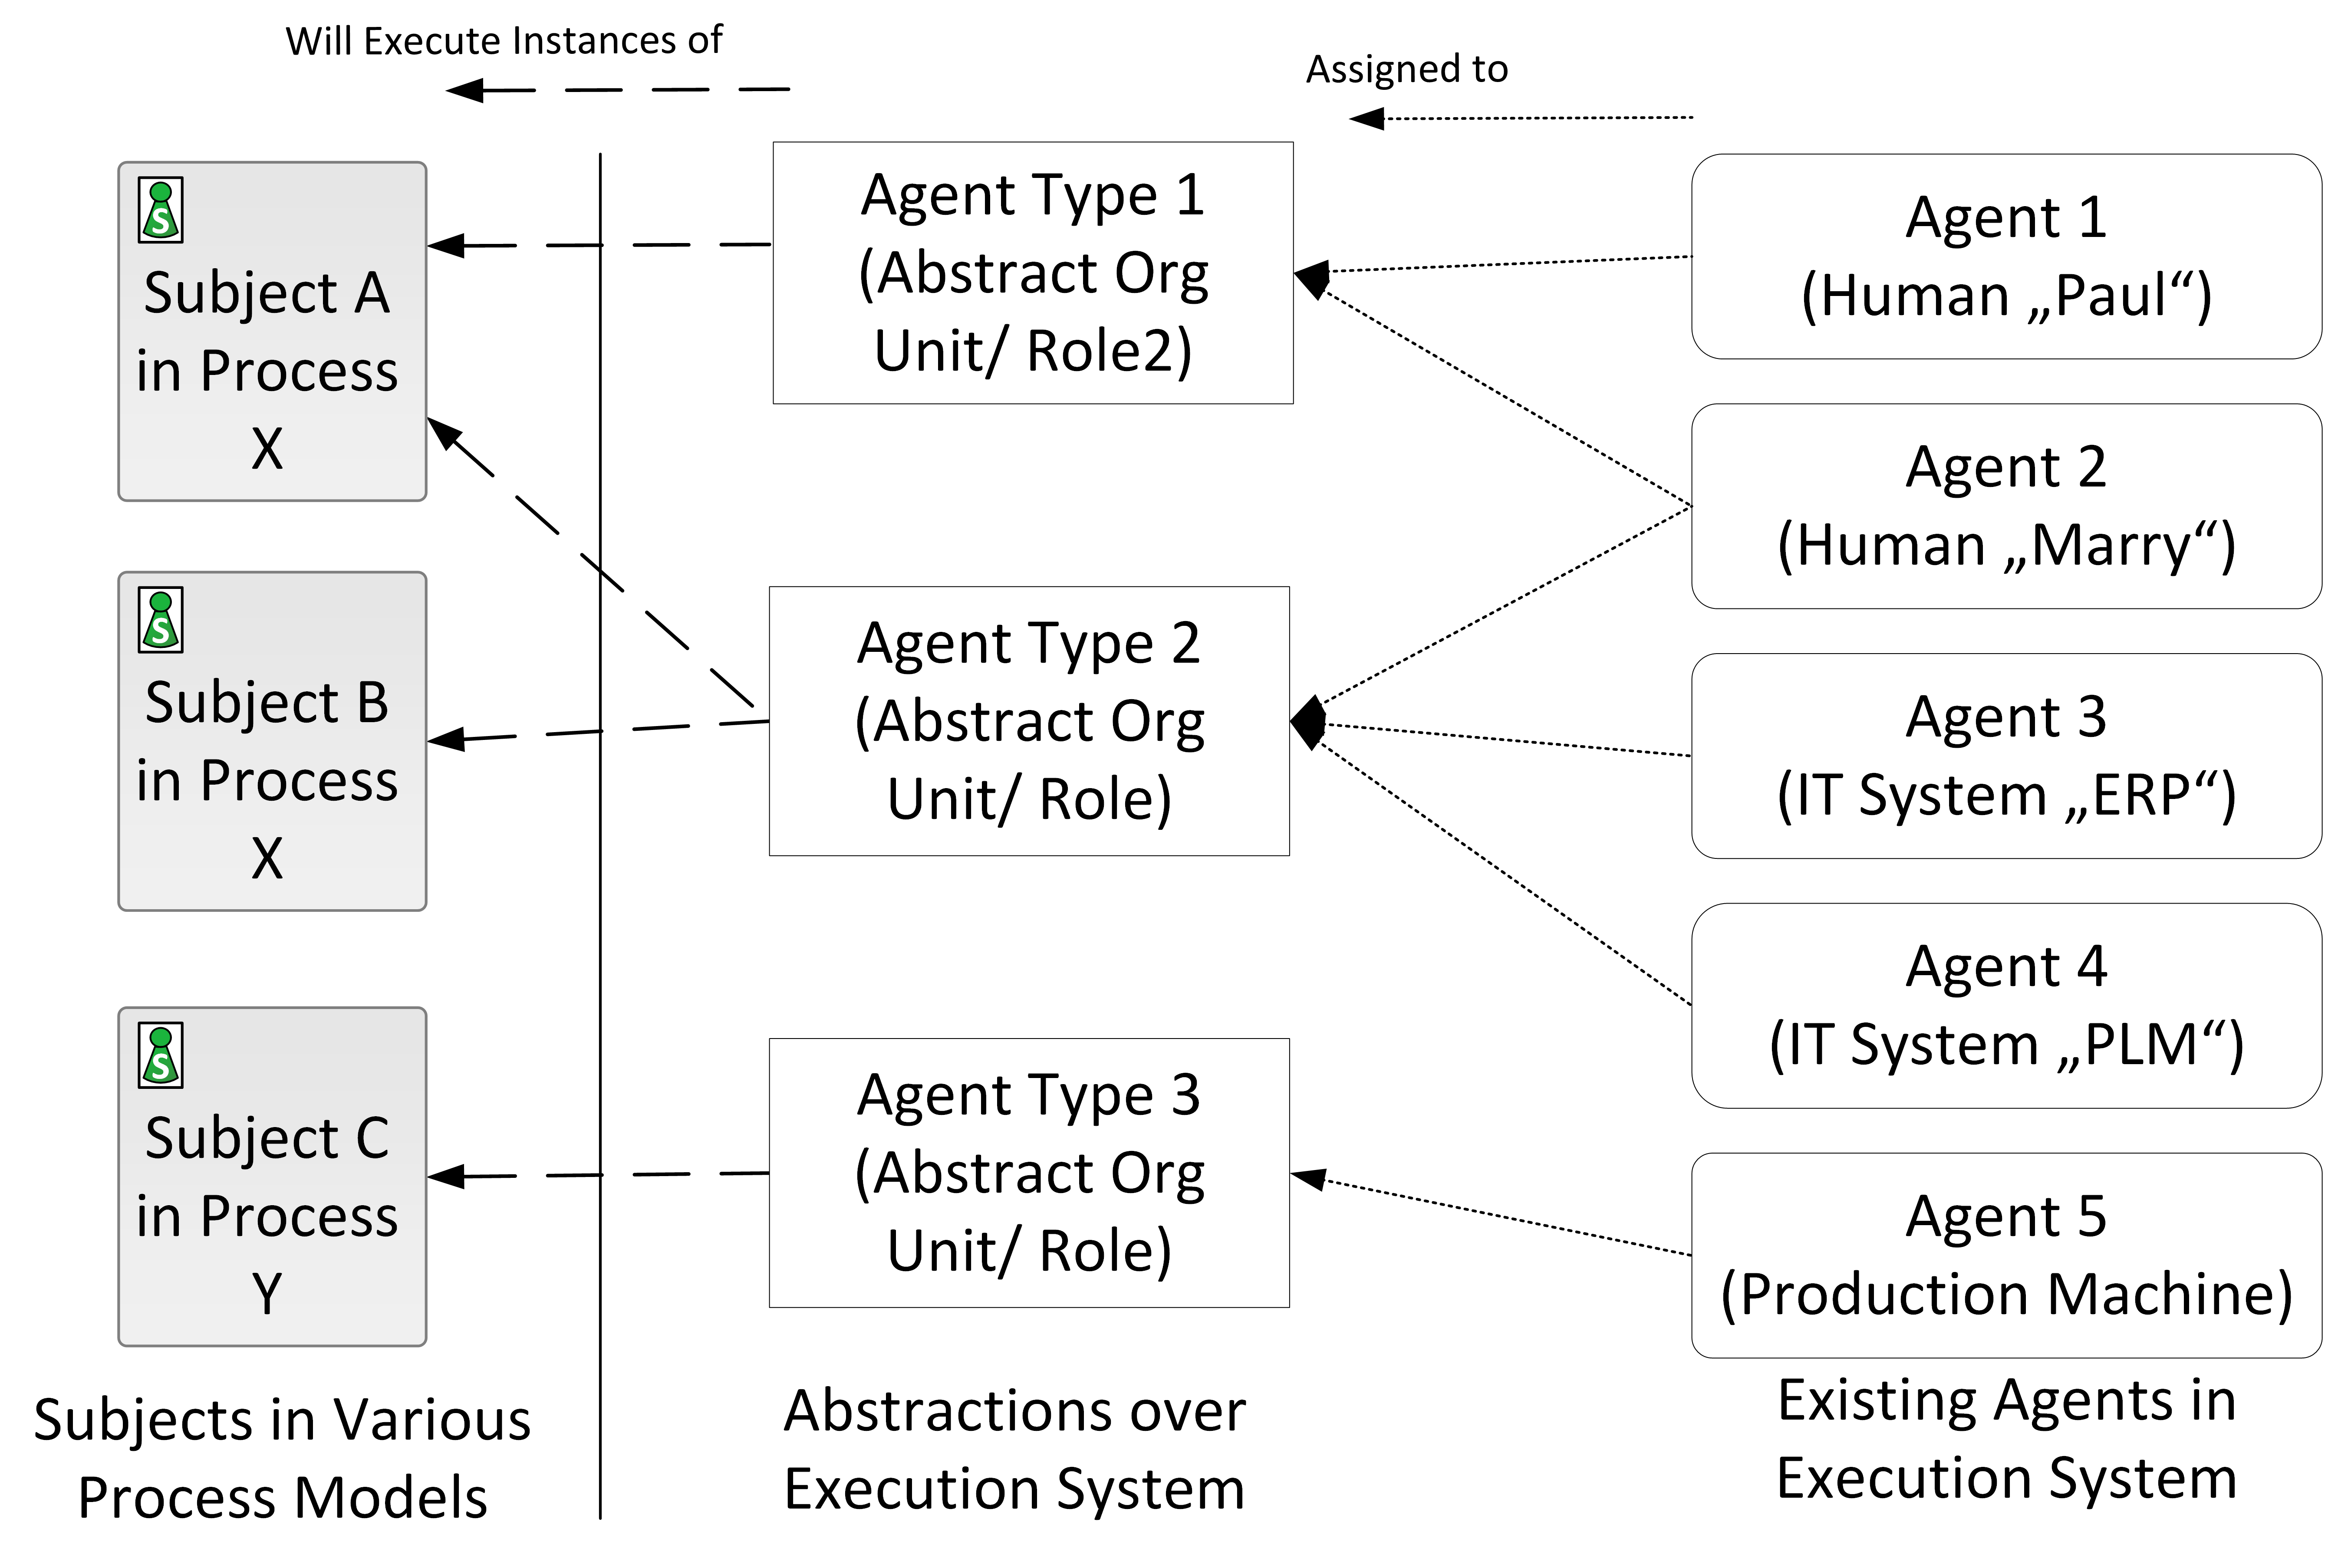 Will Execute Instances of
Assigned to
S
Subject A
in Process
X
S
Subject B
in Process
X
S
Subject C
in Process
Y
Subjects in Various
Process Models
Agent Type 1
(Abstract Org
Unit/ Role2)
Agent Type 2
(Abstract Org
Unit/ Role)
Agent Type 3
(Abstract Org
Unit/ Role)
Abstractions over
Execution System
Agent 1
(Human „Paul“)
Agent 2
(Human „Marry“)
Agent 3
(IT System „ERP“)
Agent 4
(IT System „PLM“)
Agent 5
(Production Machine)
Existing Agents in
Execution System